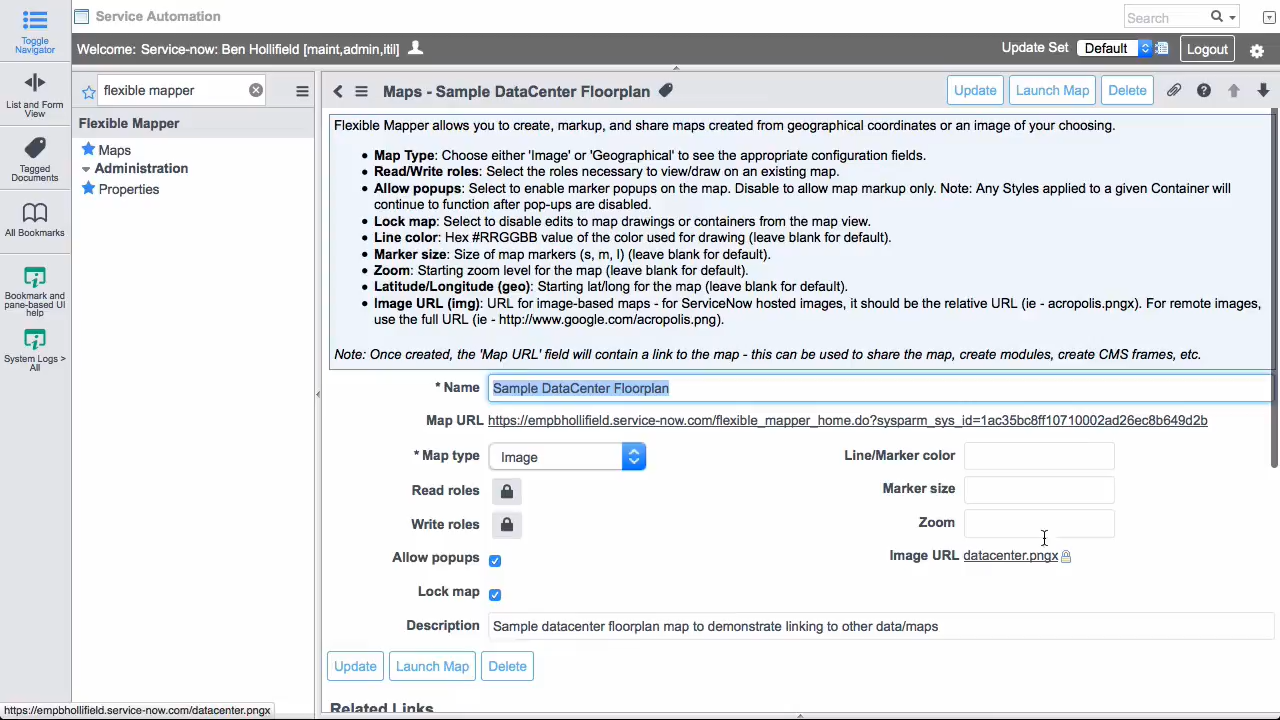 Toggle Navigator
Service Automation
Search
Welcome: Service-now: Ben Hollifield [maint,admin,itil]
Update Set
Default
Logout
List and Form View
Tagged Documents
All Bookmarks
Bookmark and pane-based UI help
System Logs > All
flexible mapper
Flexible Mapper
Maps
Administration
Properties
Maps - Sample DataCenter Floorplan
Update
Launch Map
Delete
Flexible Mapper allows you to create, markup, and share maps created from geographical coordinates or an image of your choosing.
• Map Type: Choose either 'Image' or 'Geographical' to see the appropriate configuration fields.
• Read/Write roles: Select the roles necessary to view/draw on an existing map.
• Allow popups: Select to enable marker popups on the map. Disable to allow map markup only. Note: Any Styles applied to a given Container will
continue to function after pop-ups are disabled.
• Lock map: Select to disable edits to map drawings or containers from the map view.
• Line color: Hex #RRGGBB value of the color used for drawing (leave blank for default).
• Marker size: Size of map markers (s, m, l) (leave blank for default).
• Zoom: Starting zoom level for the map (leave blank for default).
• Latitude/Longitude (geo): Starting lat/long for the map (leave blank for default).
• Image URL (img): URL for image-based maps - for ServiceNow hosted images, it should be the relative URL (ie - acropolis.pngx). For remote images,
use the full URL (ie - http://www.google.com/acropolis.png).
Note: Once created, the 'Map URL' field will contain a link to the map - this can be used to share the map, create modules, create CMS frames, etc.
* Name
Sample DataCenter Floorplan
Map URL
https://empbhollifield.service-now.com/flexible_mapper_home.do?sysparm_sys_id=1ac35bc8ff10710002ad26ec8b649d2b
* Map type
Image
Line/Marker color
Read roles
Marker size
Write roles
Zoom
Allow popups
Image URL
datacenter.pngx
Lock map
Description
Sample datacenter floorplan map to demonstrate linking to other data/maps
Update
Launch Map
Delete
Related Links
https://empbhollifield.service-now.com/datacenter.pngx